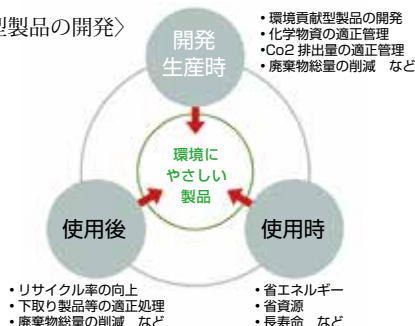 型製品の開発〉
開発
生産時
・環境貢献型製品の開発
・化学物資の適正管理
・Co2 排出量の適正管理
・廃棄物総量の削減　など
環境に
やさしい
製品
使用後
使用時
・リサイクル率の向上
・下取り製品等の適正処理
・廃棄物総量の削減　など
・省エネルギー
・省資源
・長寿命　など